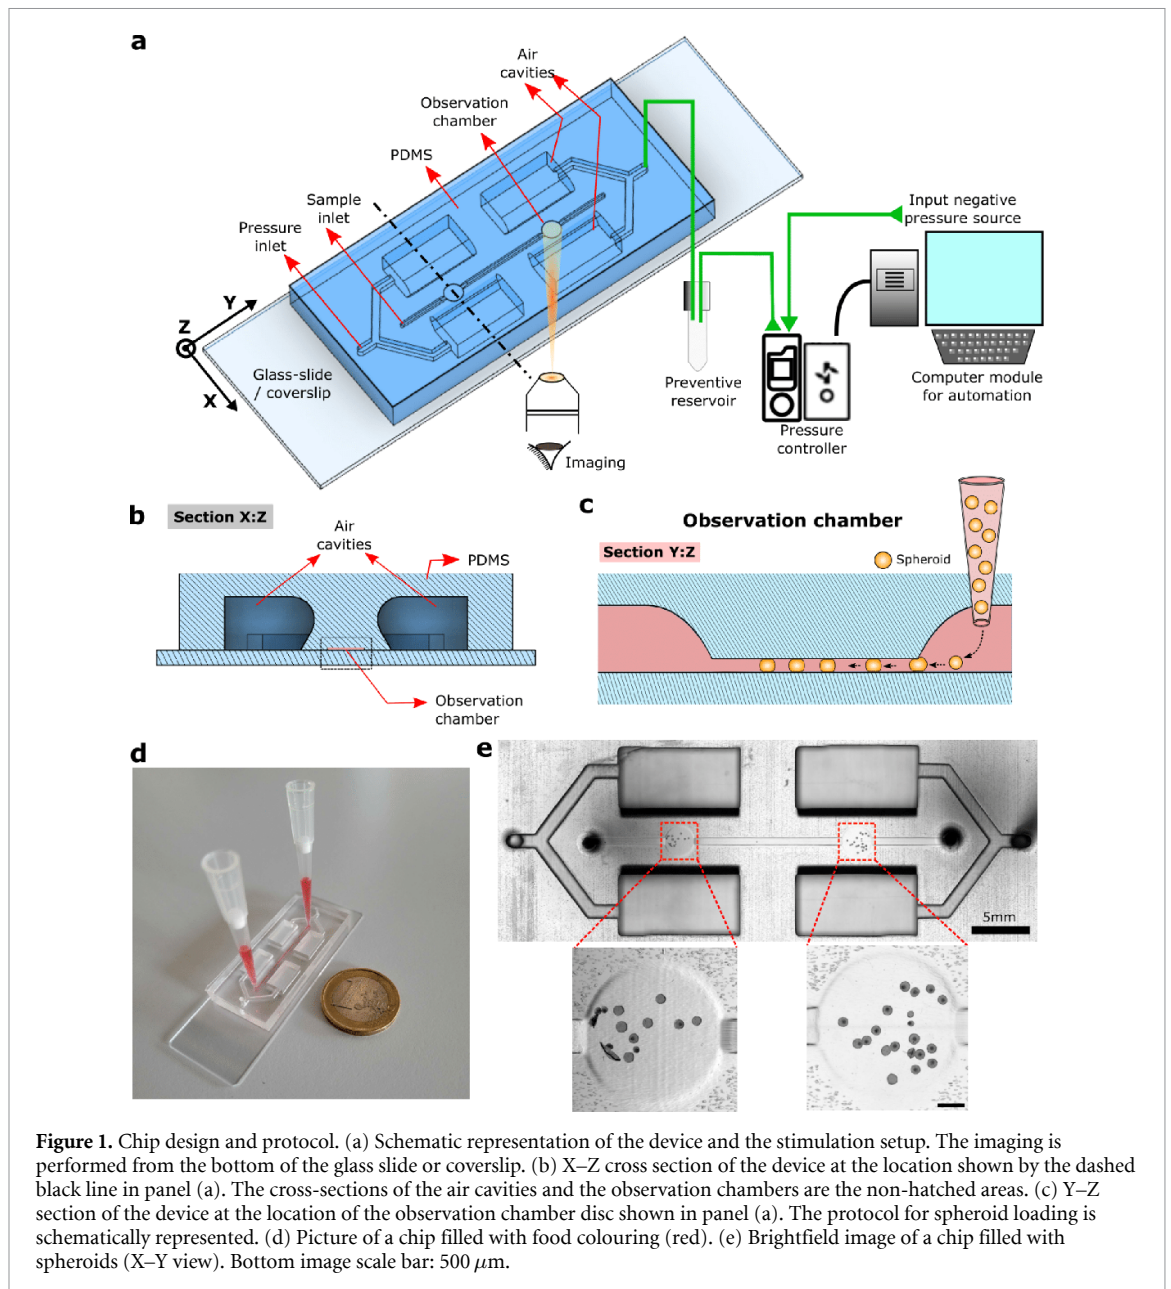 a
Air
cavities
Observation
chamber
PDMS
Sample
inlet
Pressure
inlet
Input negative
pressure source
Y
Z
X
Glass-slide
/ coverslip
Preventive
reservoir
Computer module
for automation
Pressure
controller
Imaging
b
Section X:Z
Air
cavities
PDMS
Observation
chamber
c
Observation chamber
Section Y:Z
Spheroid
d
e
5mm
Figure 1. Chip design and protocol. (a) Schematic representation of the device and the stimulation setup. The imaging is
performed from the bottom of the glass slide or coverslip. (b) X–Z cross section of the device at the location shown by the dashed
black line in panel (a). The cross-sections of the air cavities and the observation chambers are the non-hatched areas. (c) Y–Z
section of the device at the location of the observation chamber disc shown in panel (a). The protocol for spheroid loading is
schematically represented. (d) Picture of a chip filled with food colouring (red). (e) Brightfield image of a chip filled with
spheroids (X–Y view). Bottom image scale bar: 500 μm.